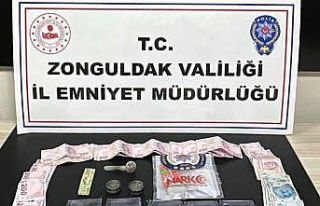 T.C.
ZONGULDAK VALİLİĞİ
İL EMNİYET MÜDÜRLÜĞÜ
NARKO